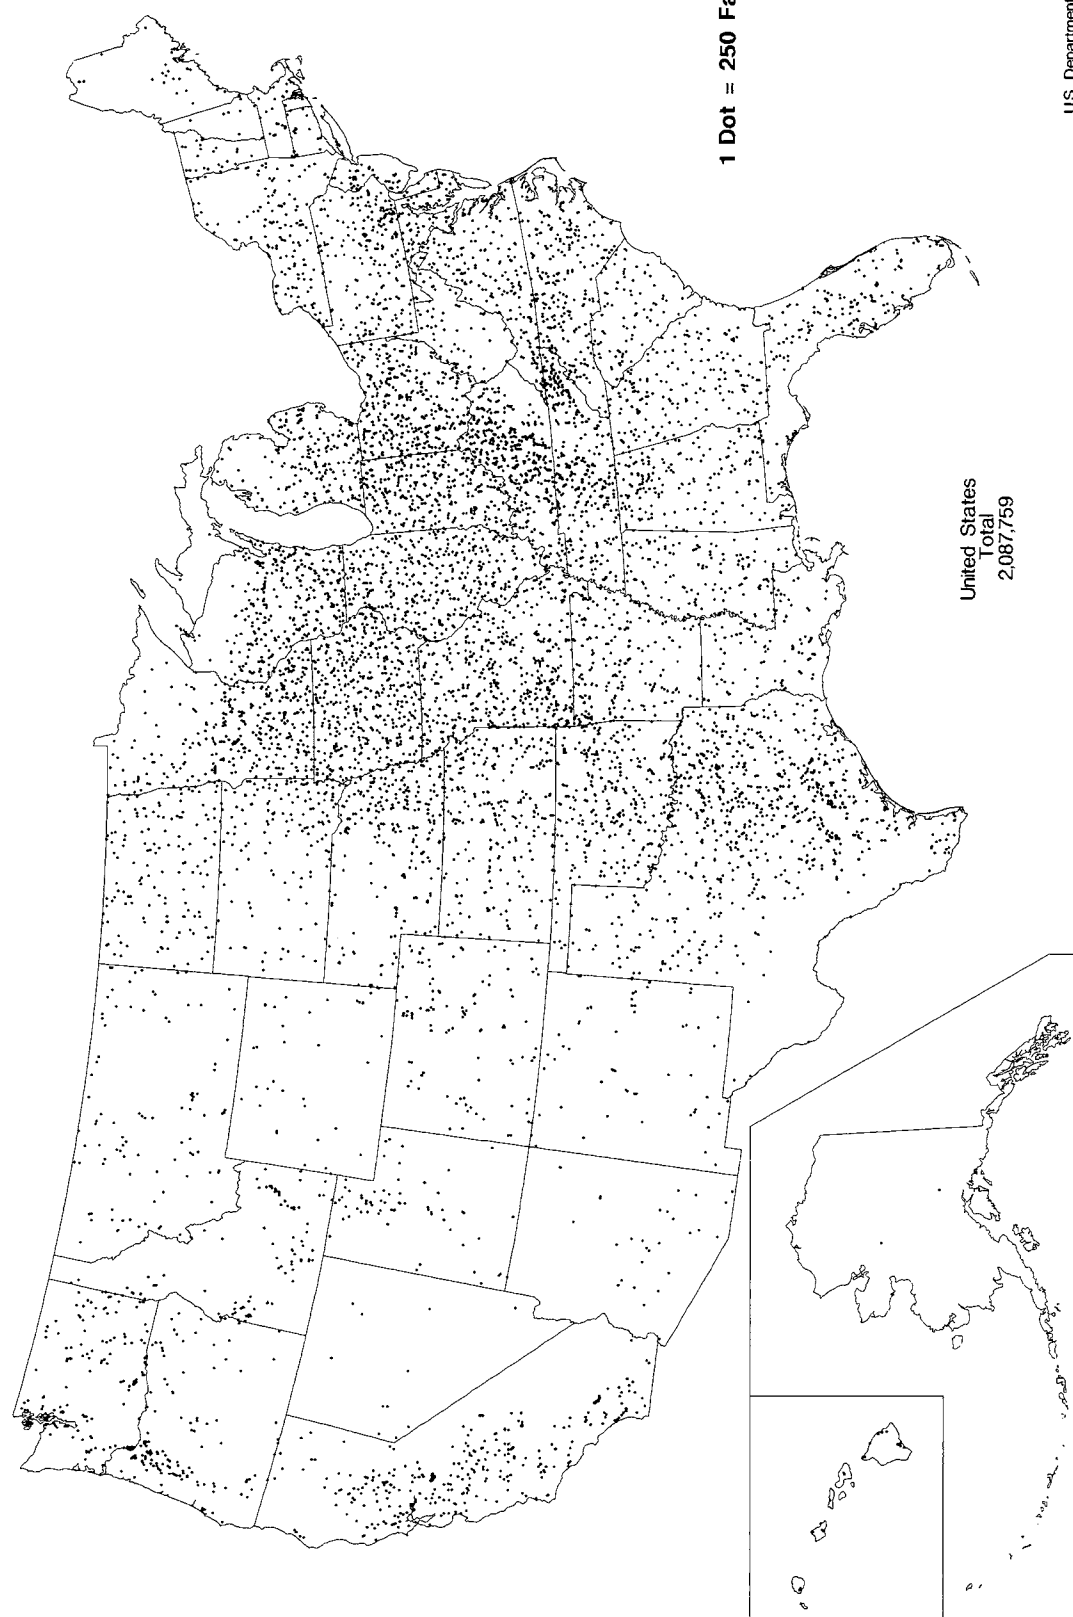 1 Dot = 250 Fa
United States
Total
2,087,759
U.S. Department